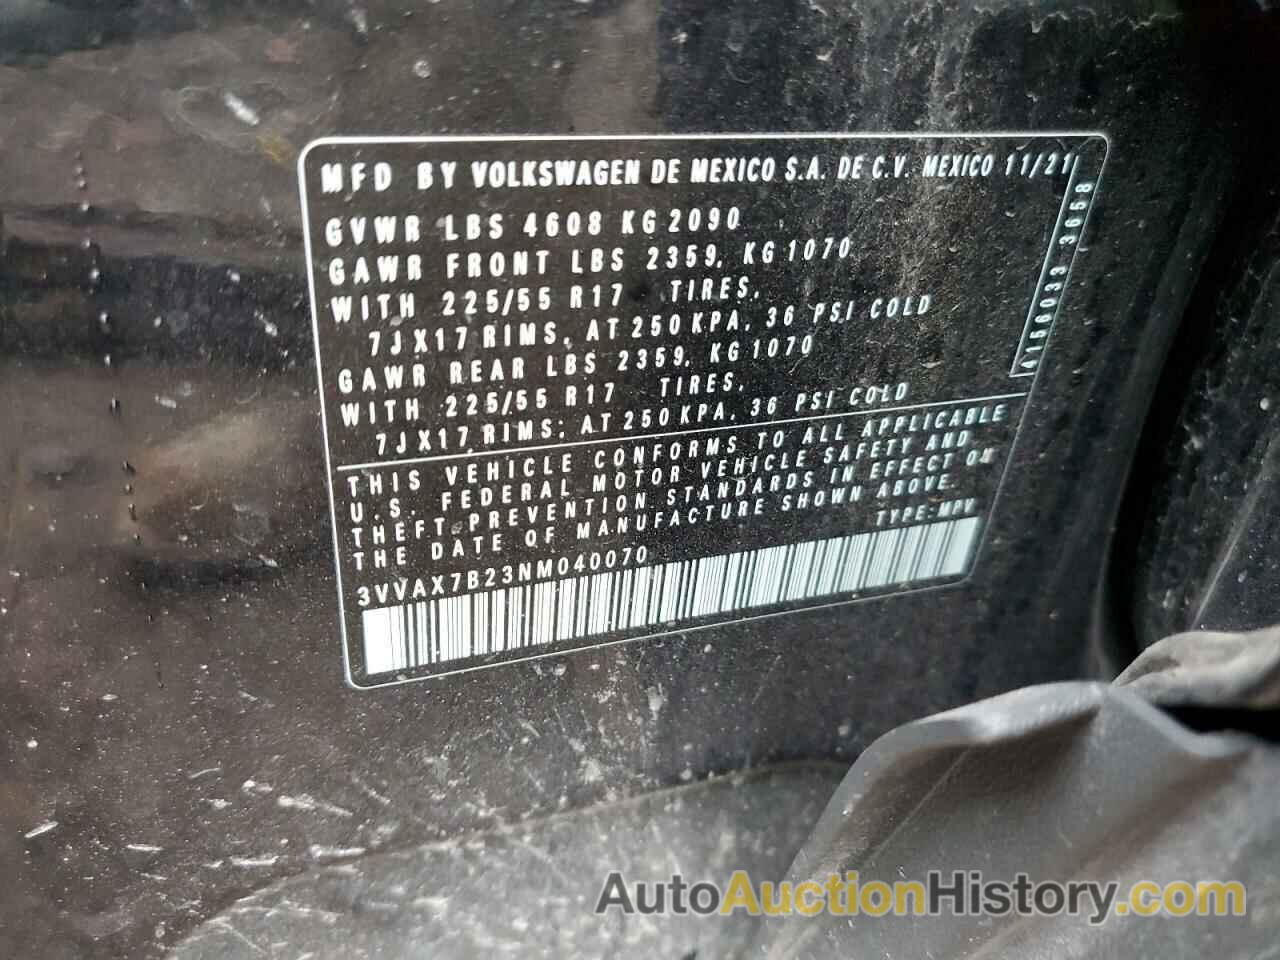 MFD BY VOLKSWAGEN DE MEXICO S.A. DE C.V. MEXICO 11/21
GVWR LBS 4608 KG 2090
GAWR FRONT LBS 2359, KG 1070
WITH 225/55 R17 TIRES,
7JX17 RIMS, AT 250 KPA, 36 PSI COLD
GAWR REAR LBS 2359, KG 1070
WITH 225/55 R17 TIRES,
7JX17 RIMS; AT 250 KPA, 36 PSI COLD
4156033 3658
THIS VEHICLE CONFORMS TO ALL APPLICABLE
U.S. FEDERAL MOTOR VEHICLE SAFETY AND
THEFT PREVENTION STANDARDS IN EFFECT ON
THE DATE OF MANUFACTURE SHOWN ABOVE.
TYPE:MPV
3VVAX7B23NM040070
AutoAuctionHistory.com